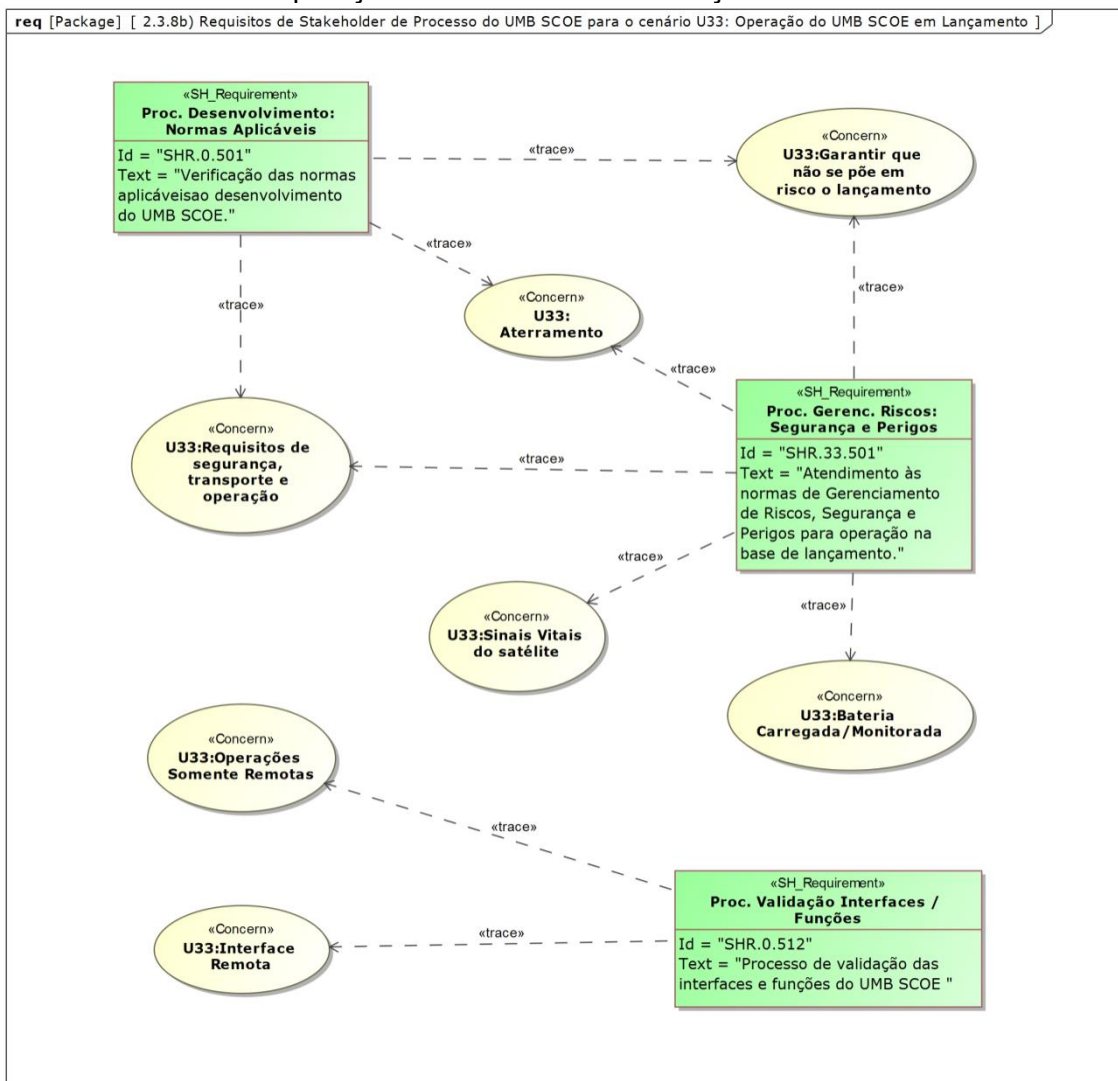 req [Package] [ 2.3.8b) Requisitos de Stakeholder de Processo do UMB SCOE para o cenário U33: Operação do UMB SCOE em Lançamento ]
«SH_Requirement»
Proc. Desenvolvimento:
Normas Aplicáveis
Id = "SHR.0.501"
Text = "Verificação das normas
aplicáveisao desenvolvimento
do UMB SCOE."
«trace»
«Concern»
U33:Garantir que
não se põe em
risco o lançamento
«trace»
«trace»
«trace»
«Concern»
U33:
Aterramento
«trace»
«SH_Requirement»
Proc. Gerenc. Riscos:
Segurança e Perigos
Id = "SHR.33.501"
Text = "Atendimento às
normas de Gerenciamento
de Riscos, Segurança e
Perigos para operação na
base de lançamento."
«Concern»
U33:Requisitos de
segurança,
transporte e
operação
«trace»
«trace»
«Concern»
U33:Sinais Vitais
do satélite
«trace»
«Concern»
U33:Bateria
Carregada/Monitorada
«Concern»
U33:Operações
Somente Remotas
«trace»
«SH_Requirement»
Proc. Validação Interfaces /
Funções
Id = "SHR.0.512"
Text = "Processo de validação das
interfaces e funções do UMB SCOE "
«trace»
«Concern»
U33:Interface
Remota